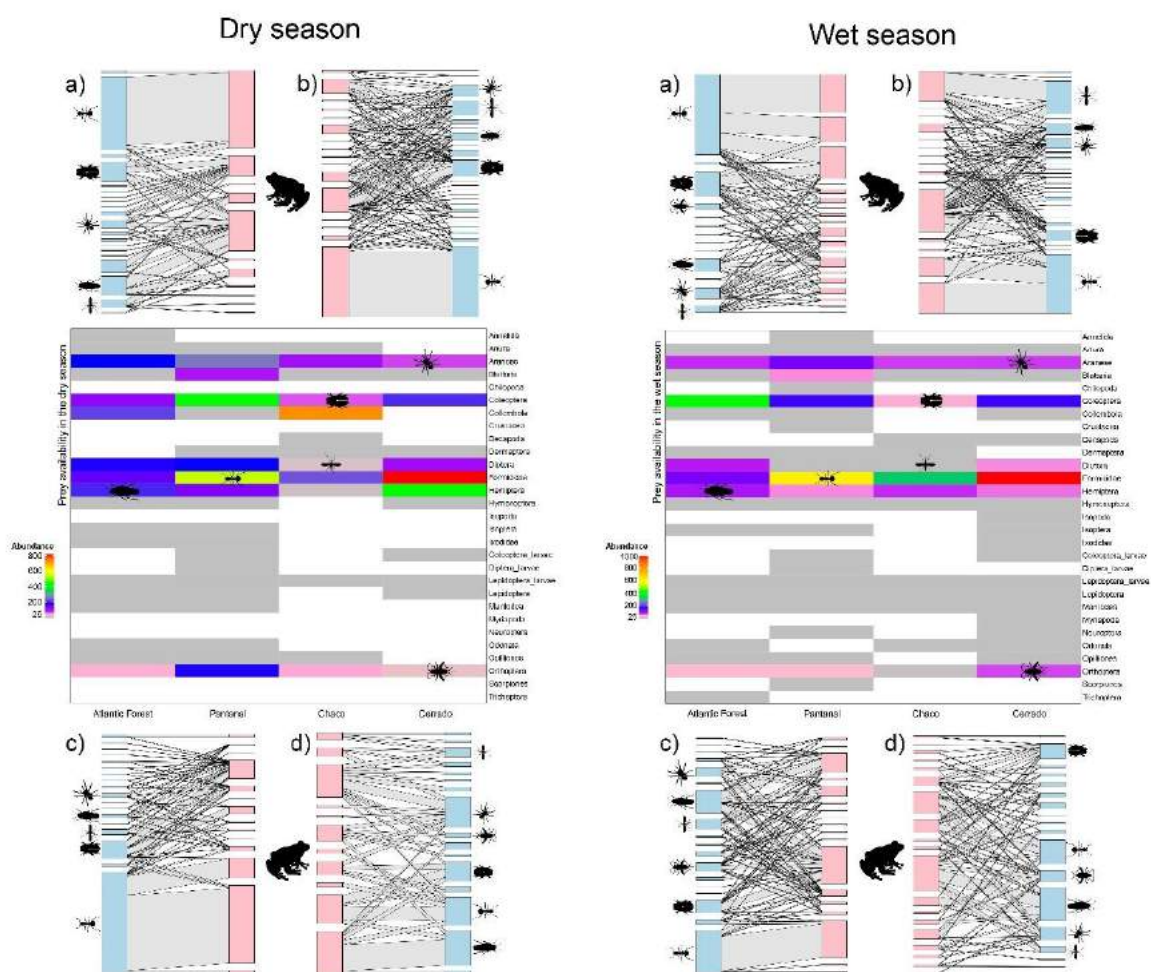 Dry season
Wet season
a)
b)
a)
b)
Prey availability in the dry season
Annelida
Anura
Araneae
Blattaria
Chilopoda
Coleoptera
Collembola
Crustacea
Decapoda
Dermaptera
Diptera
Formicidae
Hemiptera
Hymenoptera
Isopoda
Isoptera
Ixodidae
Coleoptera_larvae
Diptera_larvae
Lepidoptera_larvae
Lepidoptera
Mantodea
Myriapoda
Neuroptera
Odonata
Opiliones
Orthoptera
Scorpiones
Trichoptera
Abundance
800
600
400
200
25
Atlantic Forest
Pantanal
Chaco
Cerrado
Prey availability in the wet season
Annelida
Anura
Araneae
Blattaria
Chilopoda
Coleoptera
Collembola
Crustacea
Decapoda
Dermaptera
Diptera
Formicidae
Hemiptera
Hymenoptera
Isopoda
Isoptera
Ixodidae
Coleoptera_larvae
Diptera_larvae
Lepidoptera_larvae
Lepidoptera
Mantodea
Myriapoda
Neuroptera
Odonata
Opiliones
Orthoptera
Scorpiones
Trichoptera
Abundance
1000
800
600
400
200
25
Atlantic Forest
Pantanal
Chaco
Cerrado
c)
d)
c)
d)